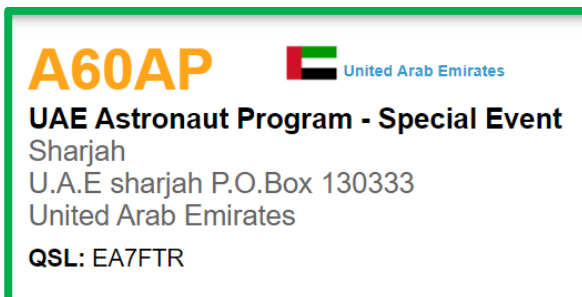 A60AP
United Arab Emirates
UAE Astronaut Program - Special Event
Sharjah
U.A.E sharjah P.O.Box 130333
United Arab Emirates
QSL: EA7FTR